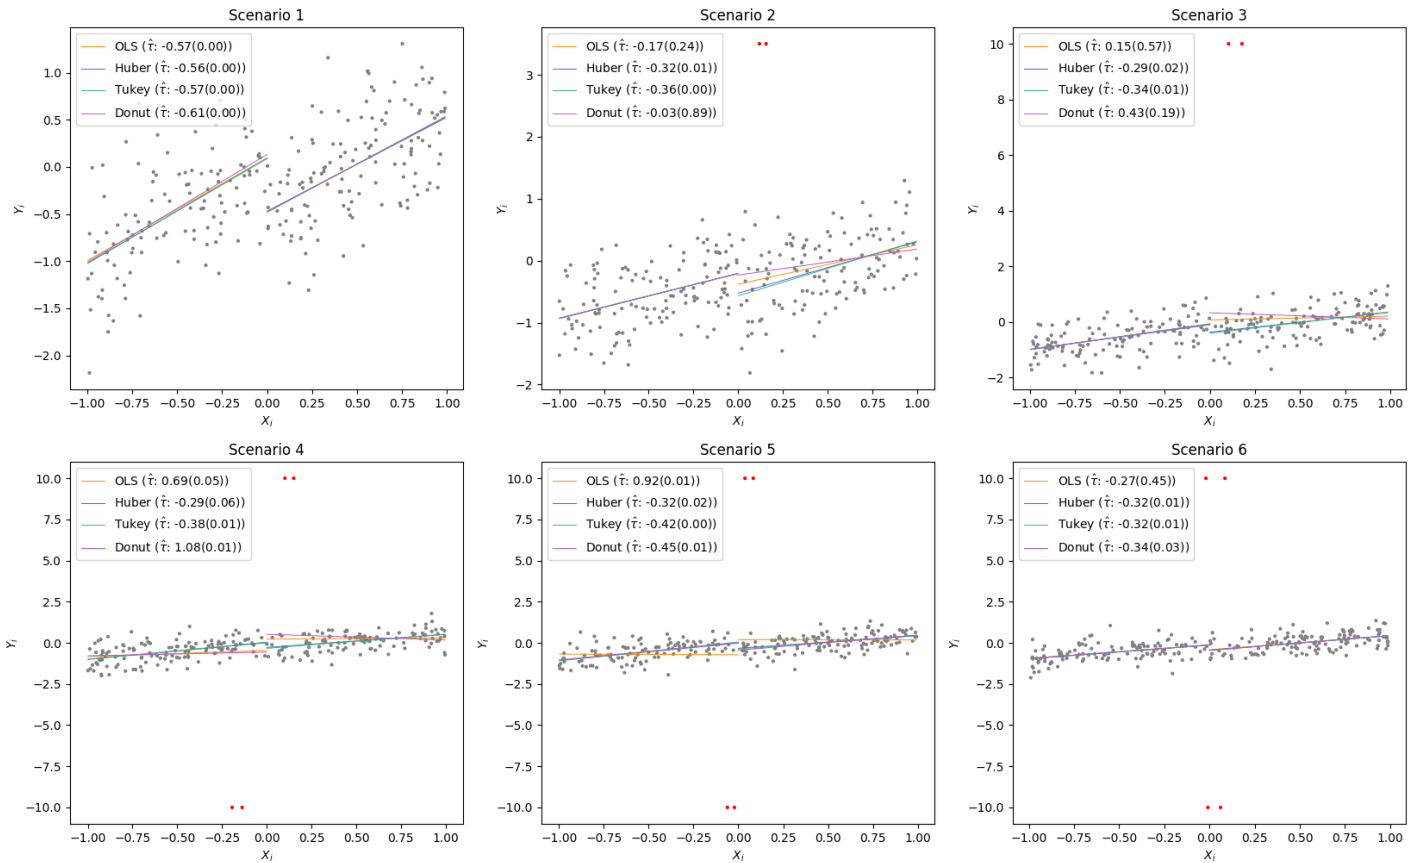 Scenario 1
OLS (τ̂: -0.57(0.00))
Huber (τ̂: -0.56(0.00))
Tukey (τ̂: -0.57(0.00))
Donut (τ̂: -0.61(0.00))
1.0
0.5
0.0
−0.5
−1.0
−1.5
−2.0
Yᵢ
−1.00 −0.75 −0.50 −0.25 0.00 0.25 0.50 0.75 1.00
Xᵢ
Scenario 2
OLS (τ̂: -0.17(0.24))
Huber (τ̂: -0.32(0.01))
Tukey (τ̂: -0.36(0.00))
Donut (τ̂: -0.03(0.89))
3
2
1
0
−1
−2
Yᵢ
−1.00 −0.75 −0.50 −0.25 0.00 0.25 0.50 0.75 1.00
Xᵢ
Scenario 3
OLS (τ̂: 0.15(0.57))
Huber (τ̂: -0.29(0.02))
Tukey (τ̂: -0.34(0.01))
Donut (τ̂: 0.43(0.19))
10
8
6
4
2
0
−2
Yᵢ
−1.00 −0.75 −0.50 −0.25 0.00 0.25 0.50 0.75 1.00
Xᵢ
Scenario 4
OLS (τ̂: 0.69(0.05))
Huber (τ̂: -0.29(0.06))
Tukey (τ̂: -0.38(0.01))
Donut (τ̂: 1.08(0.01))
10.0
7.5
5.0
2.5
0.0
−2.5
−5.0
−7.5
−10.0
Yᵢ
−1.00 −0.75 −0.50 −0.25 0.00 0.25 0.50 0.75 1.00
Xᵢ
Scenario 5
OLS (τ̂: 0.92(0.01))
Huber (τ̂: -0.32(0.02))
Tukey (τ̂: -0.42(0.00))
Donut (τ̂: -0.45(0.01))
10.0
7.5
5.0
2.5
0.0
−2.5
−5.0
−7.5
−10.0
Yᵢ
−1.00 −0.75 −0.50 −0.25 0.00 0.25 0.50 0.75 1.00
Xᵢ
Scenario 6
OLS (τ̂: -0.27(0.45))
Huber (τ̂: -0.32(0.01))
Tukey (τ̂: -0.32(0.01))
Donut (τ̂: -0.34(0.03))
10.0
7.5
5.0
2.5
0.0
−2.5
−5.0
−7.5
−10.0
Yᵢ
−1.00 −0.75 −0.50 −0.25 0.00 0.25 0.50 0.75 1.00
Xᵢ